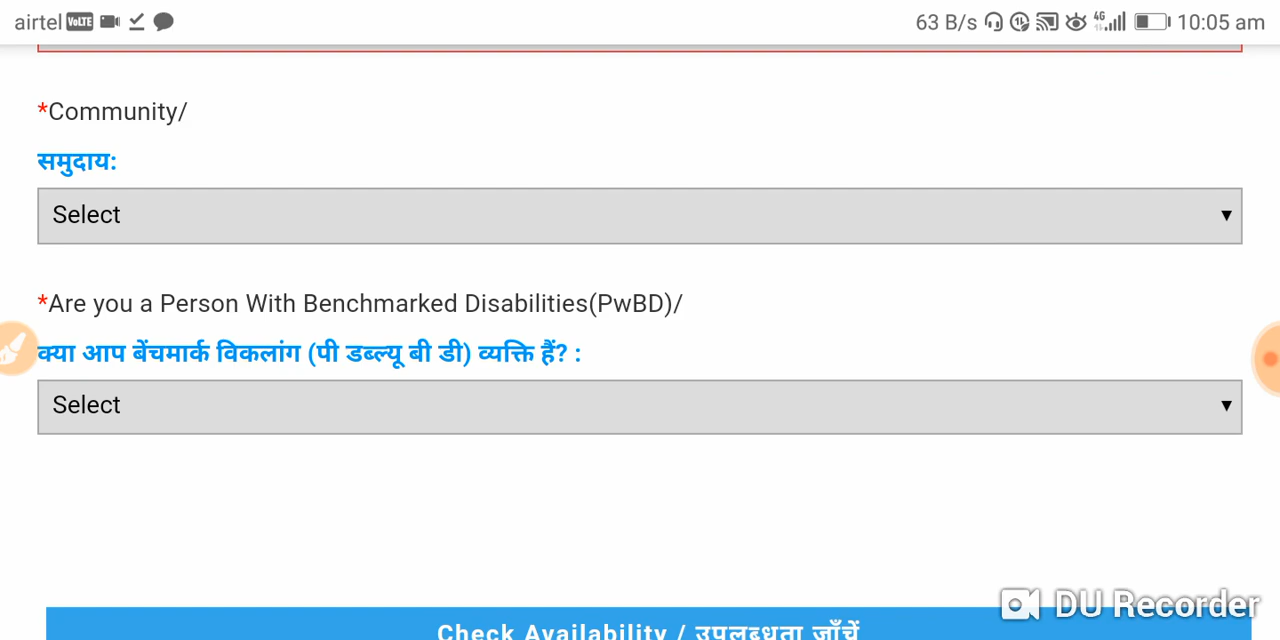 airtel VoLTE 63 B/s 4G 10:05 am
*Community/
समुदाय:
Select
*Are you a Person With Benchmarked Disabilities(PwBD)/
क्या आप बेंचमार्क विकलांग (पी डब्ल्यू बी डी) व्यक्ति हैं? :
Select
DU Recorder
Check Availability / उपलब्धता जाँचें